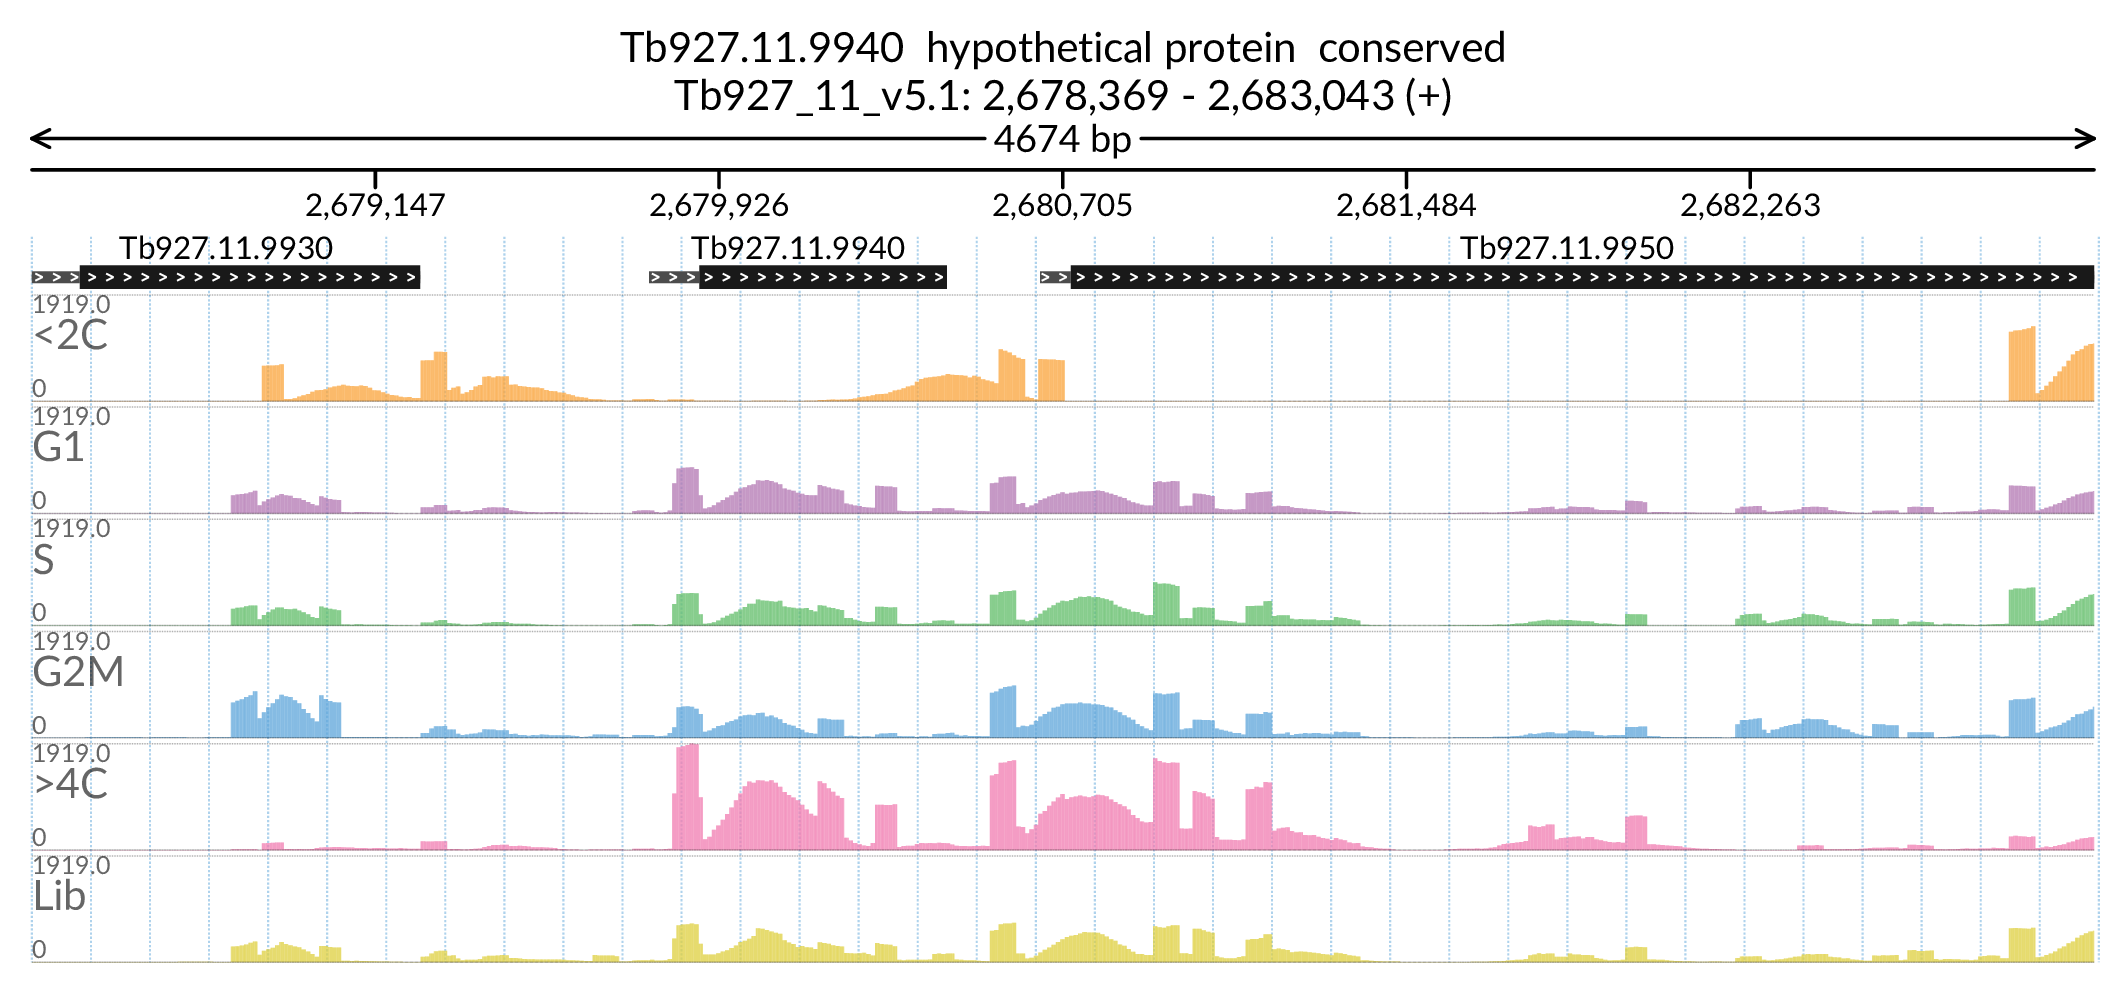 Tb927.11.9940  hypothetical protein  conserved
Tb927_11_v5.1: 2,678,369 - 2,683,043 (+)
4674 bp
2,679,147 2,679,926 2,680,705 2,681,484 2,682,263
Tb927.11.9930 Tb927.11.9940 Tb927.11.9950
1919.0
<2C
0
1919.0
G1
0
1919.0
S
0
1919.0
G2M
0
1919.0
>4C
0
1919.0
Lib
0